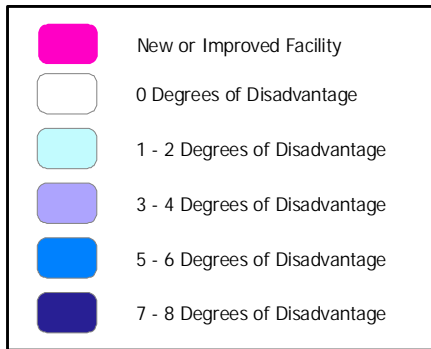 New or Improved Facility
0 Degrees of Disadvantage
1 - 2 Degrees of Disadvantage
3 - 4 Degrees of Disadvantage
5 - 6 Degrees of Disadvantage
7 - 8 Degrees of Disadvantage